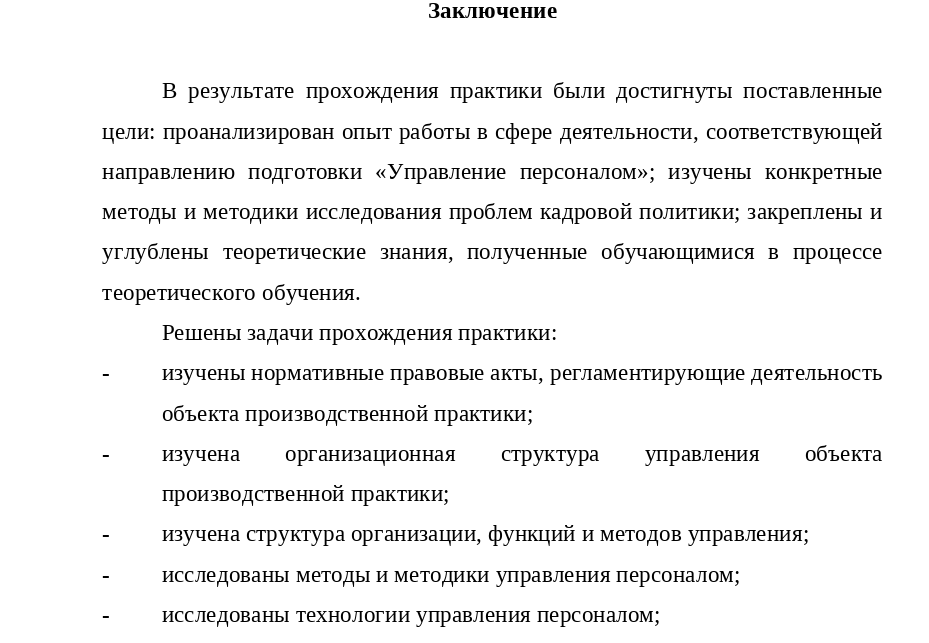 Заключение
В результате прохождения практики были достигнуты поставленные
цели: проанализирован опыт работы в сфере деятельности, соответствующей
направлению подготовки «Управление персоналом»; изучены конкретные
методы и методики исследования проблем кадровой политики; закреплены и
углублены теоретические знания, полученные обучающимися в процессе
теоретического обучения.
Решены задачи прохождения практики:
- изучены нормативные правовые акты, регламентирующие деятельность
объекта производственной практики;
- изучена организационная структура управления объекта
производственной практики;
- изучена структура организации, функций и методов управления;
- исследованы методы и методики управления персоналом;
- исследованы технологии управления персоналом;